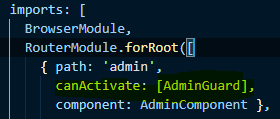 imports: [
BrowserModule,
RouterModule.forRoot([
{ path: 'admin',
canActivate: [AdminGuard],
component: AdminComponent },